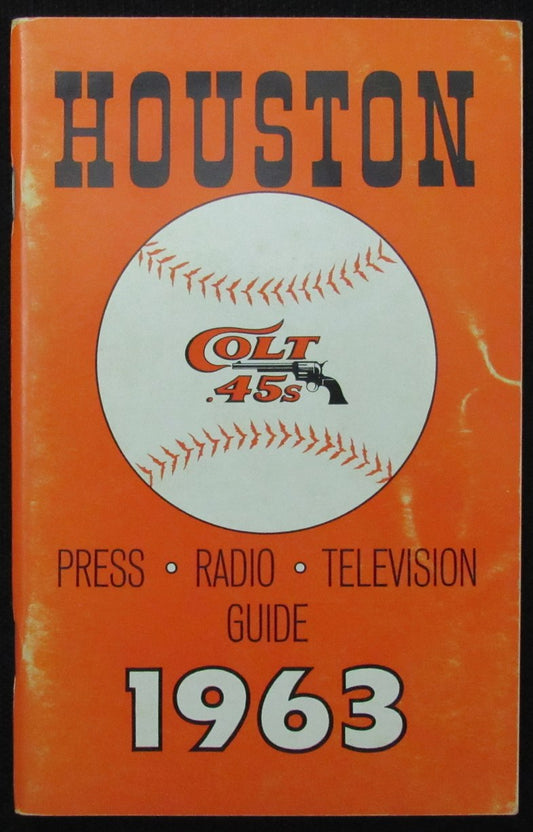 HOUSTON
COLT
.45s
PRESS • RADIO • TELEVISION
GUIDE
1963